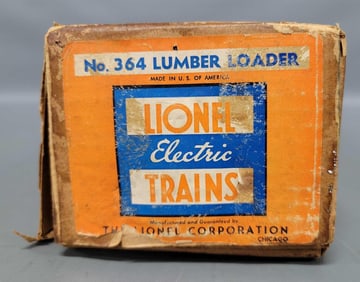 No. 364 LUMBER LOADER
MADE IN U. S. OF AMERICA
LIONEL
Electric
TRAINS
Manufactured and Guaranteed by
THE LIONEL CORPORATION
CHICAGO